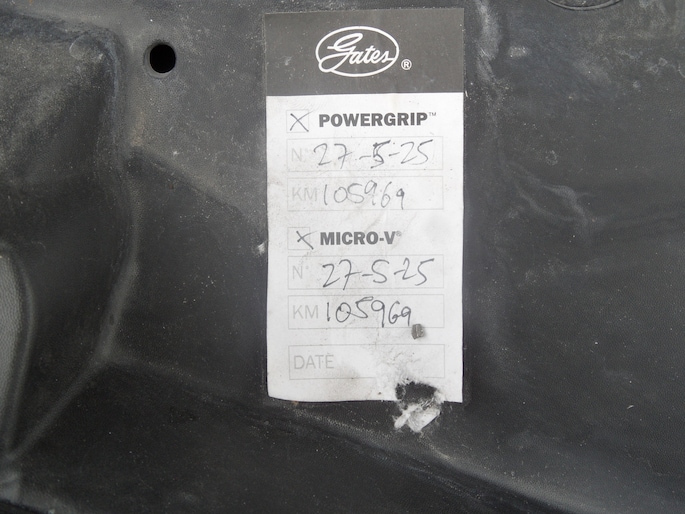 Gates®
POWERGRIP™
N° 27-5-25
KM 105969
MICRO-V®
N° 27-5-25
KM 105969
DATE